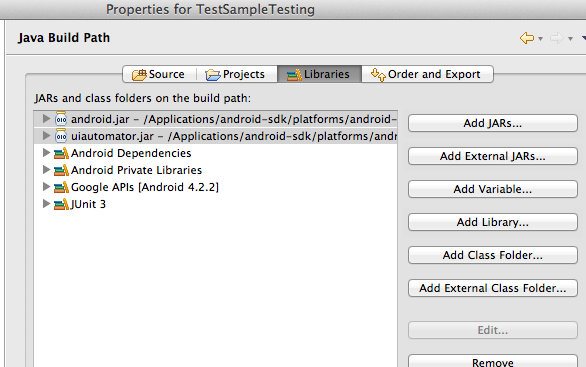 Properties for TestSampleTesting
Java Build Path
Source Projects Libraries Order and Export
JARs and class folders on the build path:
android.jar – /Applications/android-sdk/platforms/android-
uiautomator.jar – /Applications/android-sdk/platforms/andr
Android Dependencies
Android Private Libraries
Google APIs [Android 4.2.2]
JUnit 3
Add JARs...
Add External JARs...
Add Variable...
Add Library...
Add Class Folder...
Add External Class Folder...
Edit...
Remove